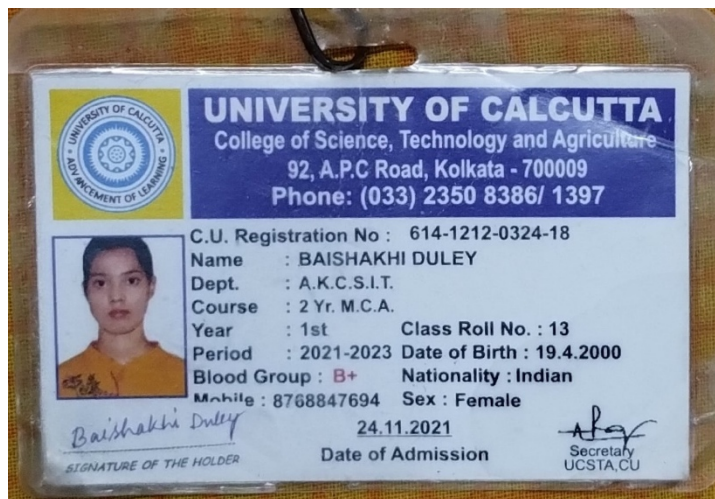 UNIVERSITY OF CALCUTTA
ADVANCEMENT OF LEARNING
UNIVERSITY OF CALCUTTA
College of Science, Technology and Agriculture
92, A.P.C Road, Kolkata - 700009
Phone: (033) 2350 8386/ 1397
C.U. Registration No : 614-1212-0324-18
Name : BAISHAKHI DULEY
Dept. : A.K.C.S.I.T.
Course : 2 Yr. M.C.A.
Year : 1st Class Roll No. : 13
Period : 2021-2023 Date of Birth : 19.4.2000
Blood Group : B+ Nationality : Indian
Mobile : 8768847694 Sex : Female
Baishakhi Duley
SIGNATURE OF THE HOLDER
24.11.2021
Date of Admission
Secretary
UCSTA,CU